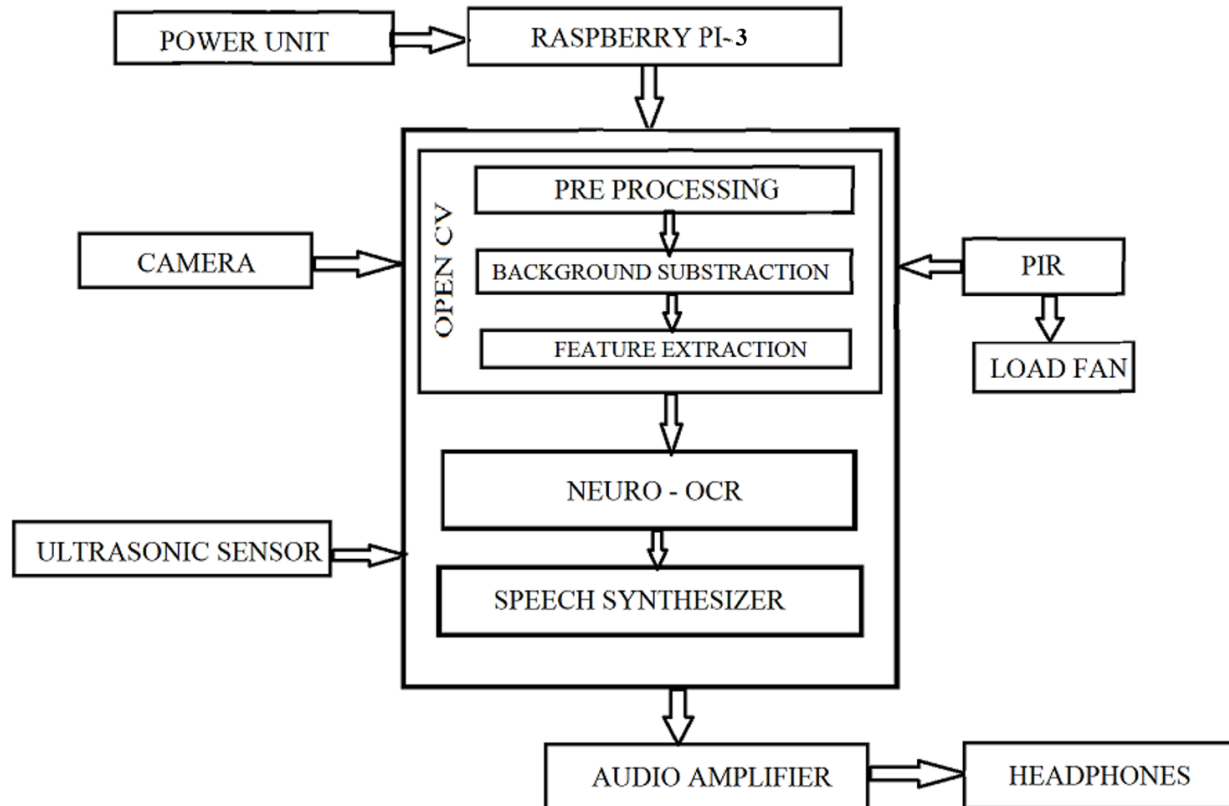 POWER UNIT
RASPBERRY PI-3
OPEN CV
PRE PROCESSING
BACKGROUND SUBSTRACTION
FEATURE EXTRACTION
CAMERA
PIR
LOAD FAN
NEURO - OCR
ULTRASONIC SENSOR
SPEECH SYNTHESIZER
AUDIO AMPLIFIER
HEADPHONES